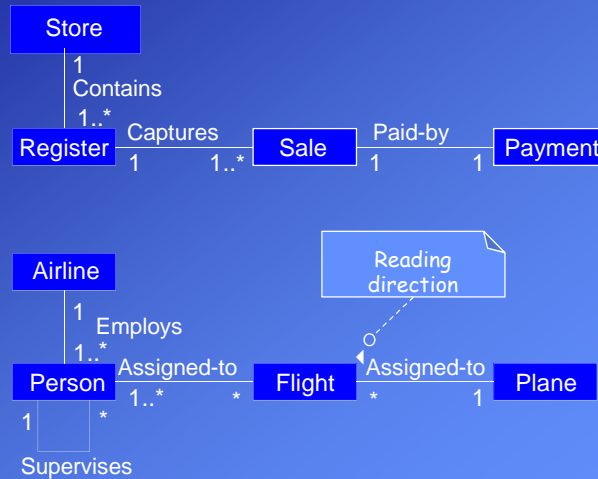 Store
1
Contains
1..*
Register
Captures
1
1..*
Sale
Paid-by
1
1
Payment
Reading
direction
Airline
1
Employs
1..*
Person
Assigned-to
1..*
*
Flight
Assigned-to
*
1
Plane
1
*
Supervises